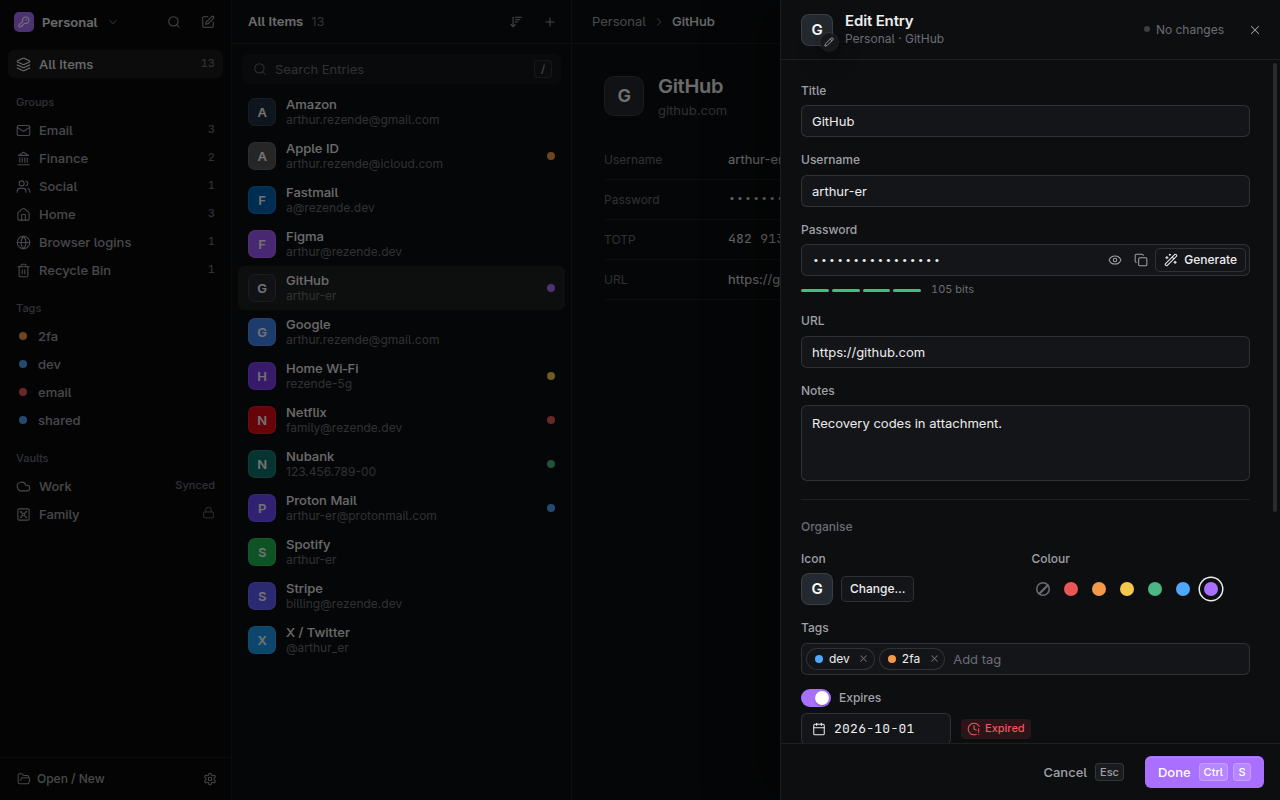 Personal
All Items 13
Groups
Email 3
Finance 2
Social 1
Home 3
Browser logins 1
Recycle Bin 1
Tags
2fa
dev
email
shared
Vaults
Work Synced
Family
Open / New
All Items 13
Search Entries /
A Amazon
arthur.rezende@gmail.com
A Apple ID
arthur.rezende@icloud.com
F Fastmail
a@rezende.dev
F Figma
arthur@rezende.dev
G GitHub
arthur-er
G Google
arthur.rezende@gmail.com
H Home Wi-Fi
rezende-5g
N Netflix
family@rezende.dev
N Nubank
123.456.789-00
P Proton Mail
arthur-er@protonmail.com
S Spotify
arthur-er
S Stripe
billing@rezende.dev
X X / Twitter
@arthur_er
Personal > GitHub
G GitHub
github.com
Username arthur-e
Password •••••••
TOTP 482 913
URL https://g
G Edit Entry
Personal · GitHub
No changes
Title
GitHub
Username
arthur-er
Password
•••••••••••••••• Generate
105 bits
URL
https://github.com
Notes
Recovery codes in attachment.
Organise
Icon Colour
G Change...
Tags
dev 2fa Add tag
Expires
2026-10-01 Expired
Cancel Esc Done Ctrl S